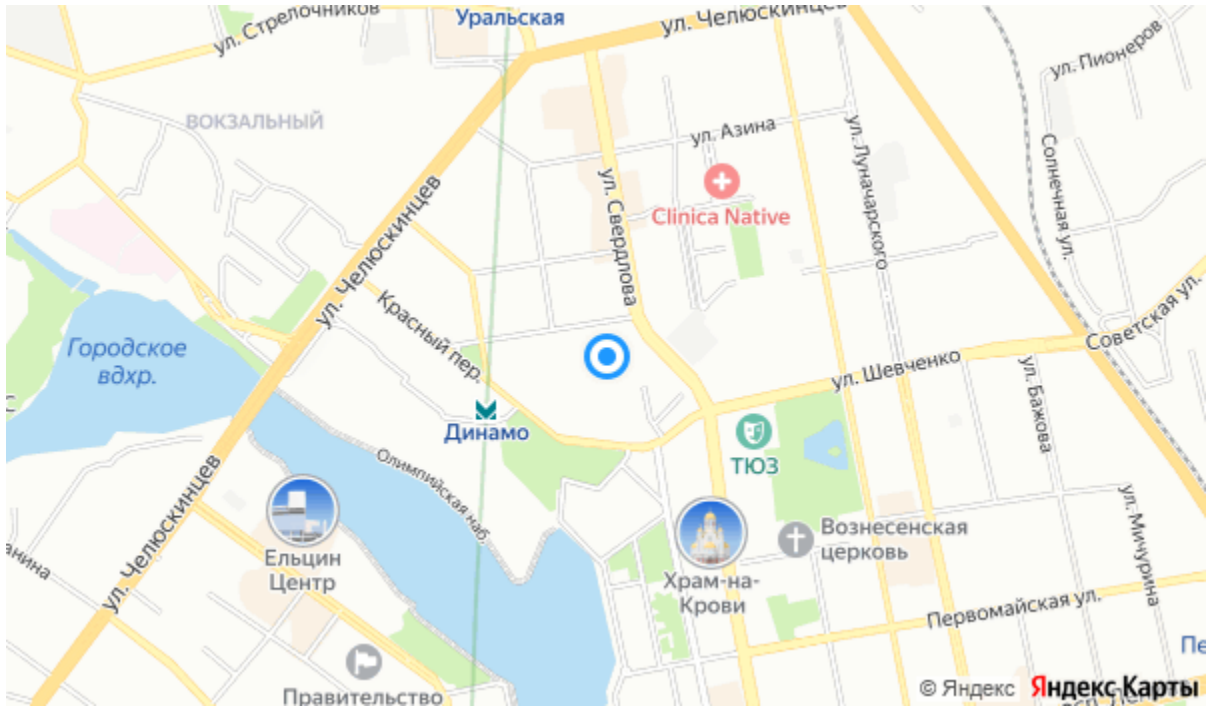 Уральская
ул. Стрелочников
ул. Челюскинцев
ул. Пионеров
ВОКЗАЛЬНЫЙ
ул. Азина
ул. Луначарского
Солнечная ул.
ул. Свердлова
Clinica Native
ул. Челюскинцев
Красный пер.
Городское
вдхр.
Советская ул.
ул. Шевченко
ул. Бажова
Динамо
ТЮЗ
Олимпийская наб.
ул. Челюскинцев
Ельцин
Центр
Вознесенская
церковь
ул. Мичурина
Храм-на-
Крови
анина
Первомайская ул.
Пе
Правительство
© Яндекс Яндекс Карты